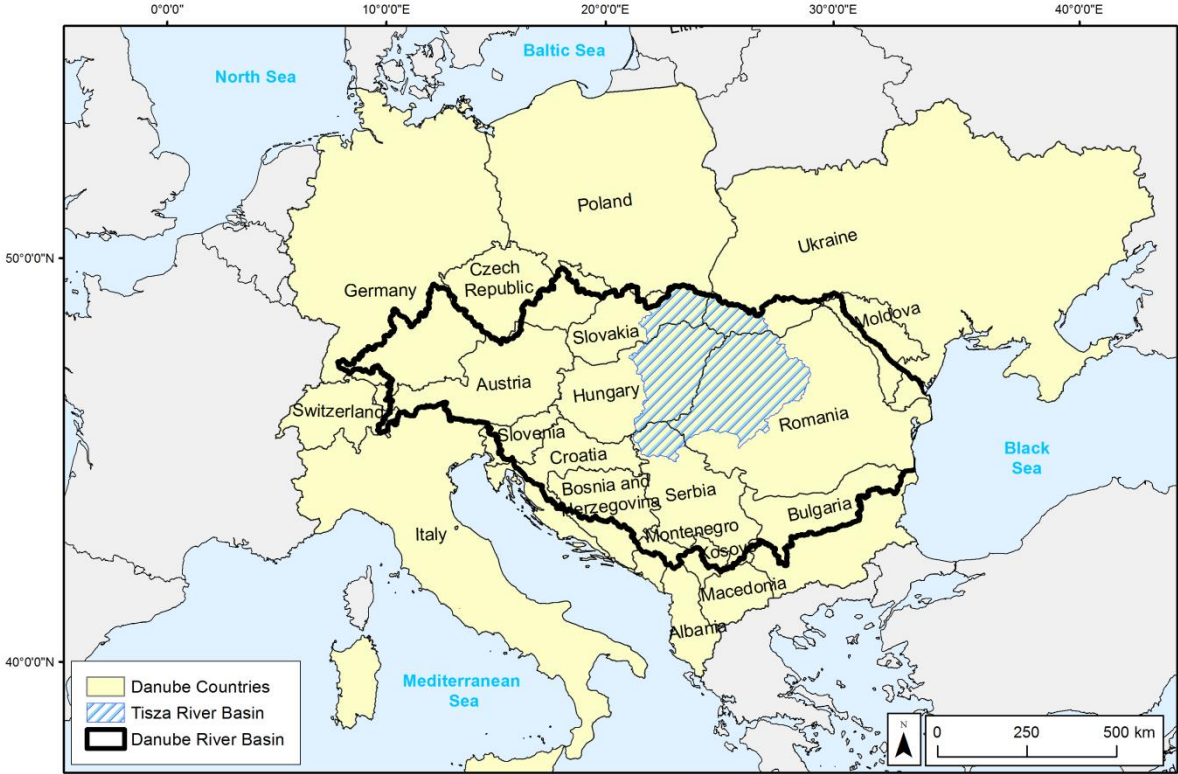 0°0'0"
10°0'0"E
20°0'0"E
30°0'0"E
40°0'0"E
Baltic Sea
North Sea
Poland
Ukraine
50°0'0"N
Czech
Republic
Germany
Moldova
Slovakia
Austria
Hungary
Switzerland
Romania
Slovenia
Croatia
Black
Sea
Bosnia and
Herzegovina
Serbia
Bulgaria
Italy
Montenegro
Kosovo
Macedonia
Albania
40°0'0"N
Mediterranean
Sea
Danube Countries
Tisza River Basin
Danube River Basin
N
0 250 500 km